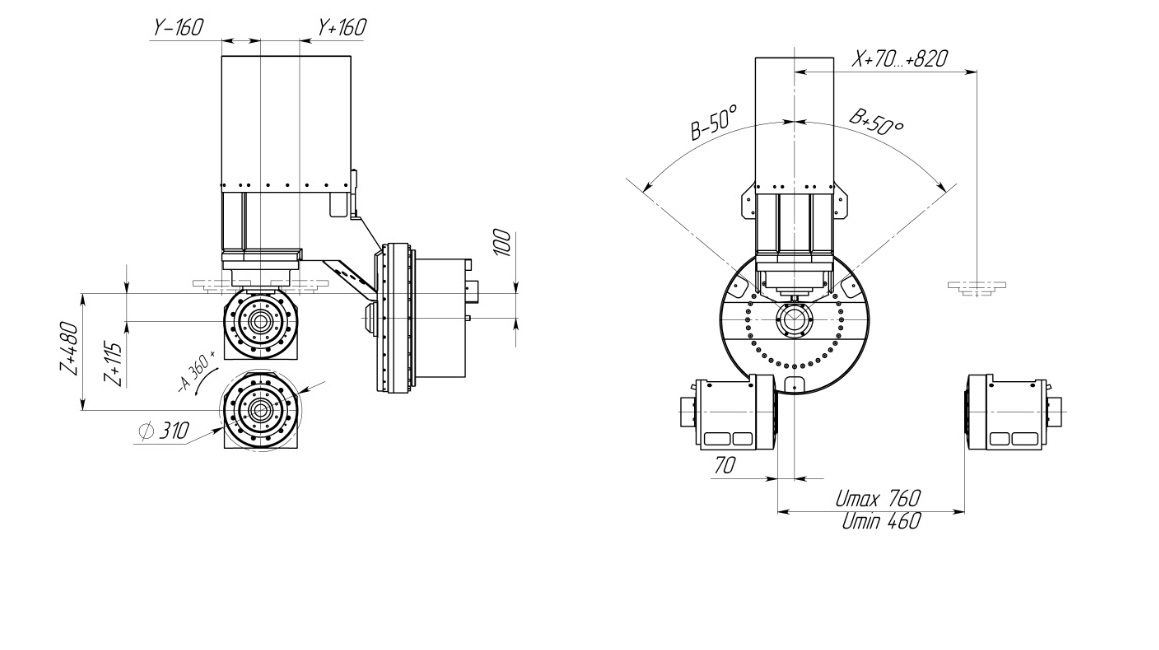 Y−160
Y+160
X+70...+820
B−50°
B+50°
100
Z+480
Z+115
−A 360 +
∅ 310
70
Umax 760
Umin 460